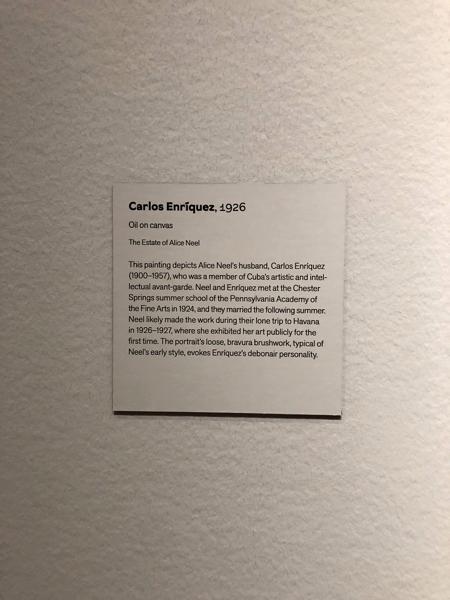 Carlos Enríquez, 1926
Oil on canvas
The Estate of Alice Neel
This painting depicts Alice Neel's husband, Carlos Enríquez
(1900–1957), who was a member of Cuba's artistic and intel-
lectual avant-garde. Neel and Enríquez met at the Chester
Springs summer school of the Pennsylvania Academy of
the Fine Arts in 1924, and they married the following summer.
Neel likely made the work during their lone trip to Havana
in 1926–1927, where she exhibited her art publicly for the
first time. The portrait's loose, bravura brushwork, typical of
Neel's early style, evokes Enríquez's debonair personality.